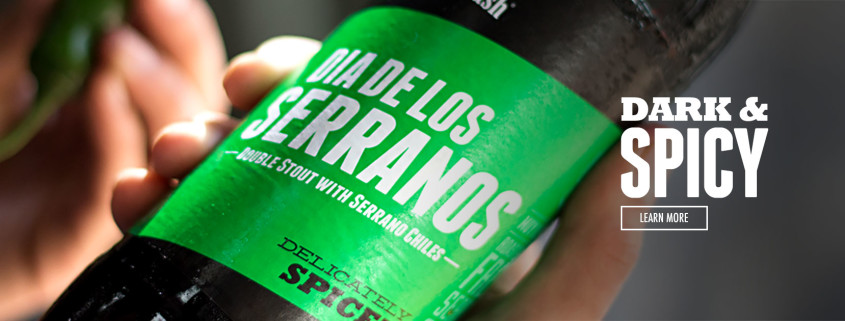 DIA DE LOS
SERRANOS
DOUBLE STOUT WITH SERRANO CHILES
DELICATELY
DARK &
SPICY
LEARN MORE